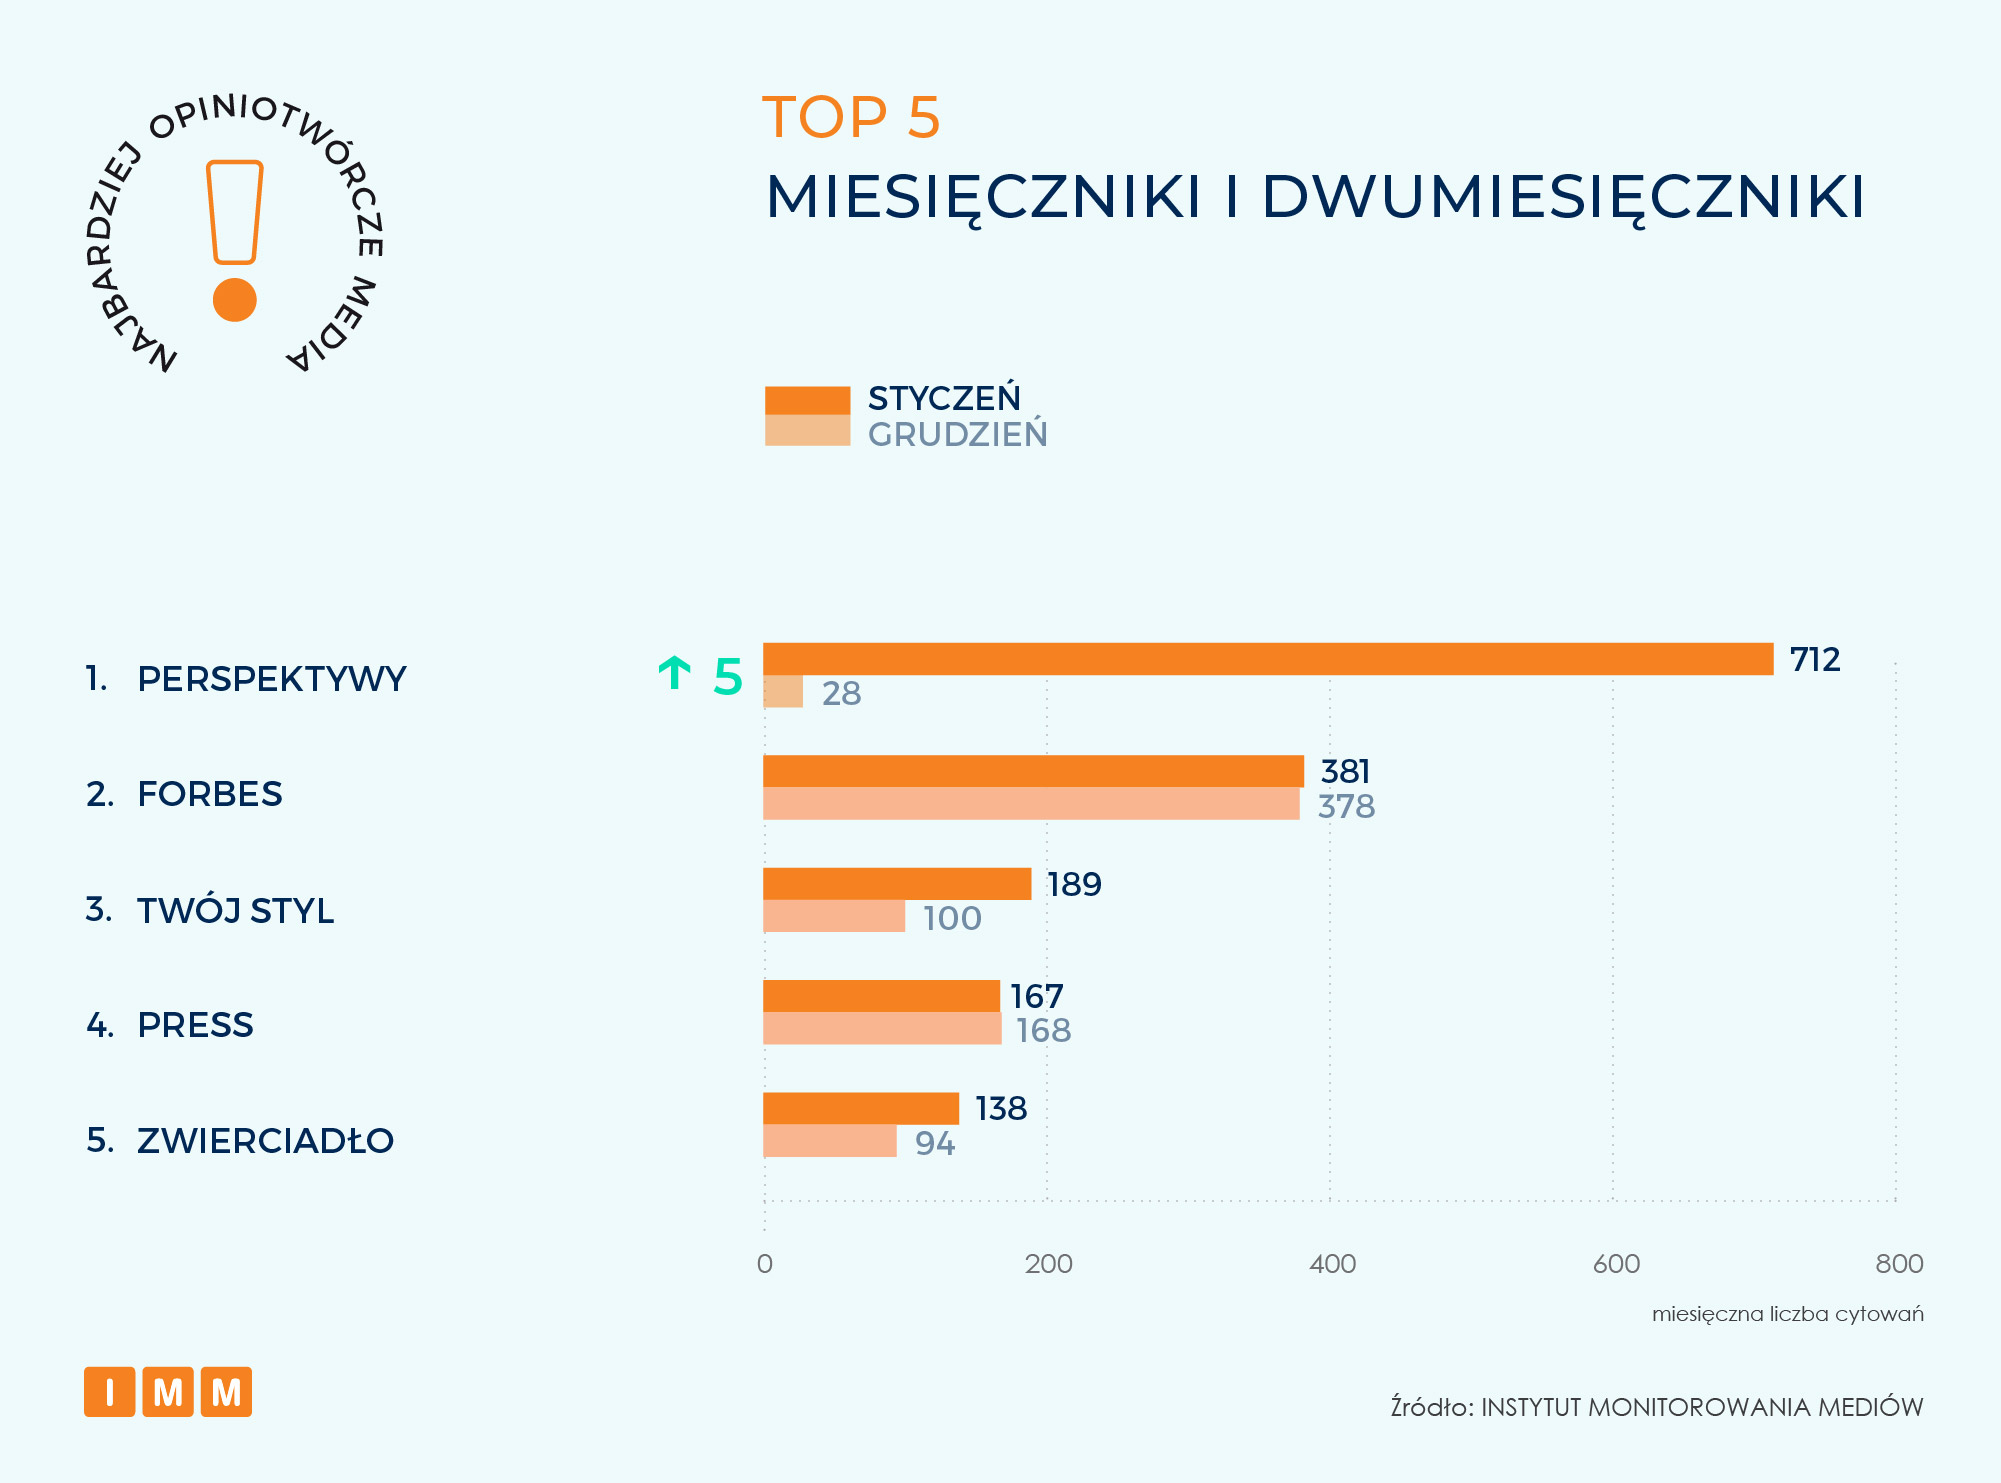 NAJBARDZIEJ OPINIOTWÓRCZE MEDIA
TOP 5
MIESIĘCZNIKI I DWUMIESIĘCZNIKI
STYCZEŃ
GRUDZIEŃ
1. PERSPEKTYWY
↑ 5
712
28
2. FORBES
381
378
3. TWÓJ STYL
189
100
4. PRESS
167
168
5. ZWIERCIADŁO
138
94
0 200 400 600 800
miesięczna liczba cytowań
IMM
Źródło: INSTYTUT MONITOROWANIA MEDIÓW